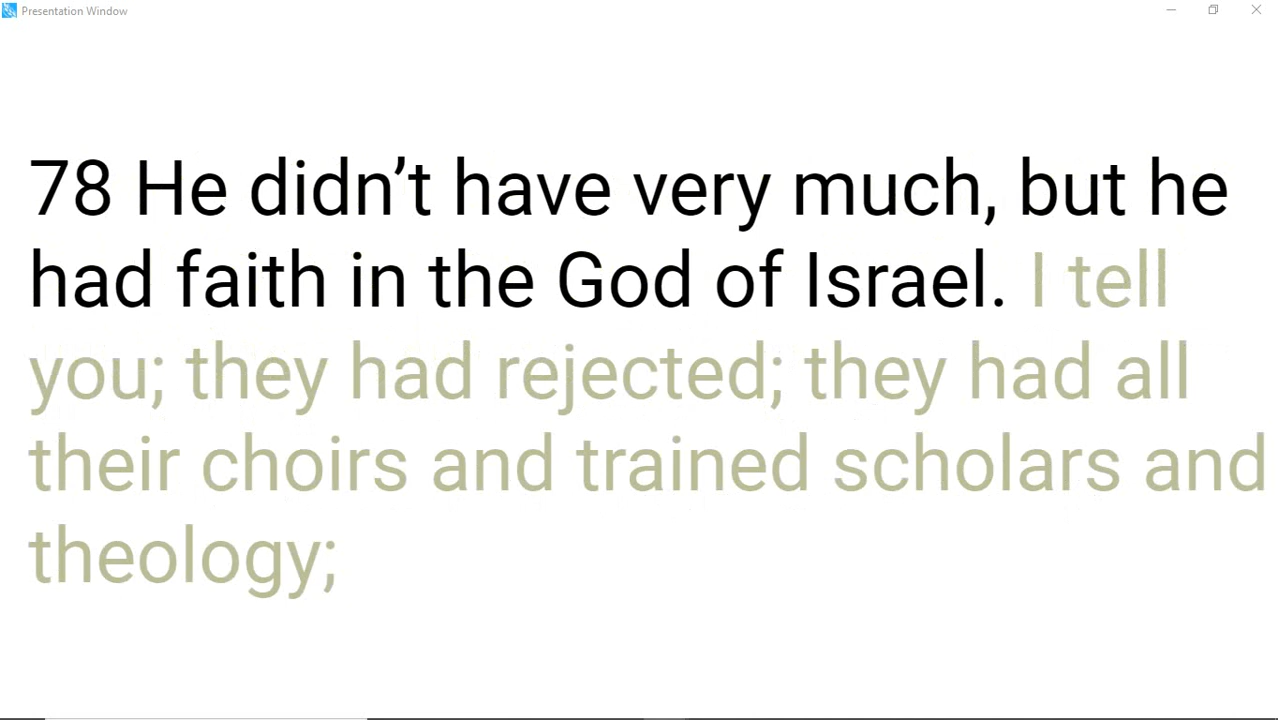 Presentation Window
78 He didn’t have very much, but he
had faith in the God of Israel. I tell
you; they had rejected; they had all
their choirs and trained scholars and
theology;